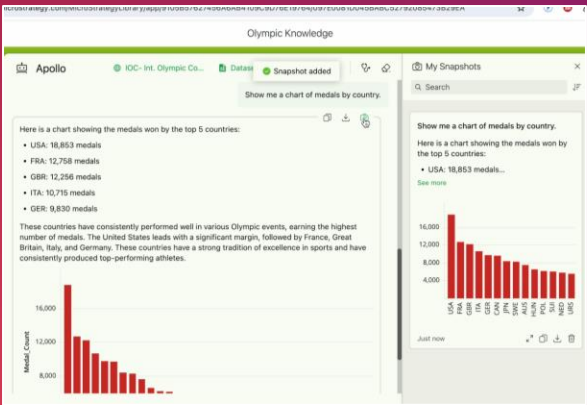 Olympic Knowledge
Apollo
IOC- Int. Olympic Co...
Datase
Snapshot added
Show me a chart of medals by country.
Here is a chart showing the medals won by the top 5 countries:
• USA: 18,853 medals
• FRA: 12,758 medals
• GBR: 12,256 medals
• ITA: 10,715 medals
• GER: 9,830 medals
These countries have consistently performed well in various Olympic events, earning the highest
number of medals. The United States leads with a significant margin, followed by France, Great
Britain, Italy, and Germany. These countries have a strong tradition of excellence in sports and have
consistently produced top-performing athletes.
Medal_Count
16,000
12,000
8,000
My Snapshots
Search
Show me a chart of medals by country.
Here is a chart showing the medals won by
the top 5 countries:
• USA: 18,853 medals...
See more
16,000
12,000
8,000
4,000
USA FRA GBR ITA GER CAN JPN SWE AUS HUN POL SUI NED URS
Just now